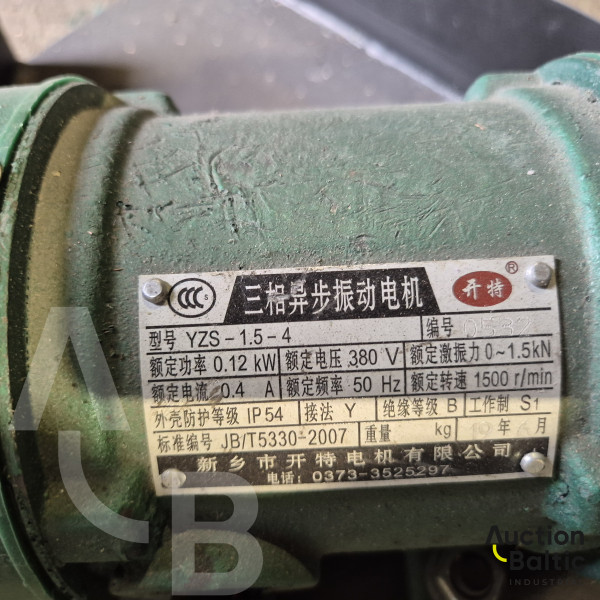 CCC S 三相异步振动电机 开特 ®
型号 YZS-1.5-4 编号
额定功率 0.12 kW 额定电压 380 V 额定激振力 0~1.5kN
额定电流 0.4 A 额定频率 50 Hz 额定转速 1500 r/min
外壳防护等级 IP54 接法 Y 绝缘等级 B 工作制 S1
标准编号 JB/T5330-2007 重量 kg 年 月
新乡市开特电机有限公司
电话: 0373-3525297
AB
Auction
Baltic
INDUSTRIAL